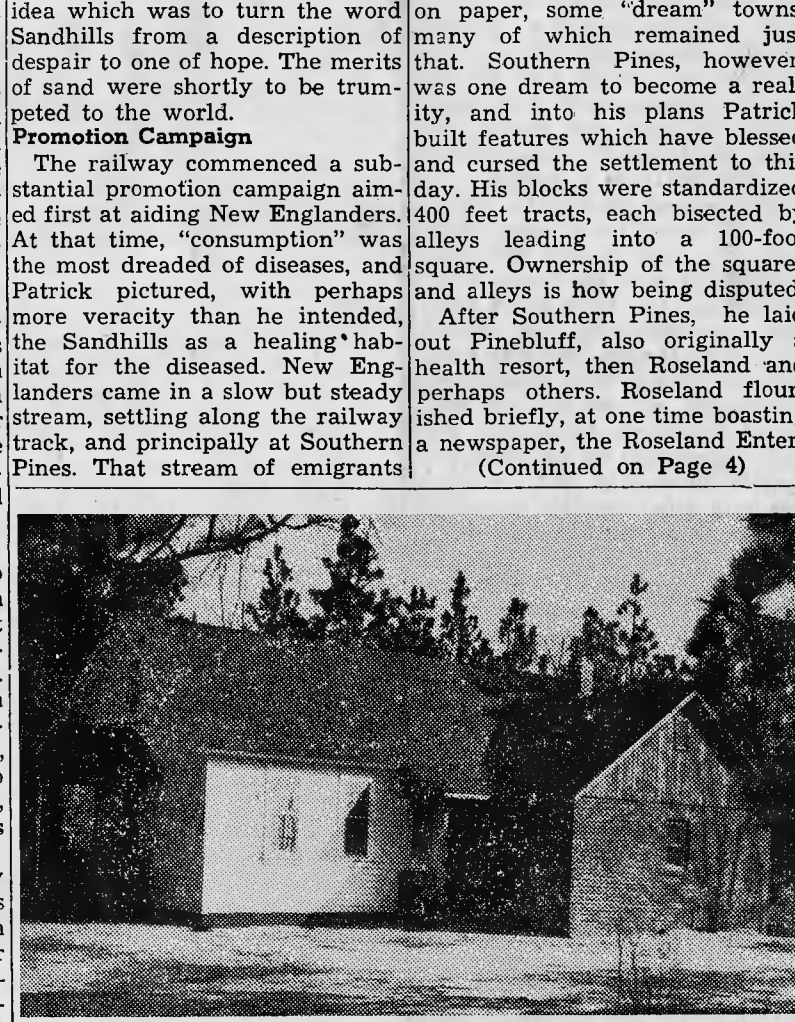 idea which was to turn the word
Sandhills from a description of
despair to one of hope. The merits
of sand were shortly to be trum-
peted to the world.
Promotion Campaign
The railway commenced a sub-
stantial promotion campaign aim-
ed first at aiding New Englanders.
At that time, “consumption” was
the most dreaded of diseases, and
Patrick pictured, with perhaps
more veracity than he intended,
the Sandhills as a healing hab-
itat for the diseased. New Eng-
landers came in a slow but steady
stream, settling along the railway
track, and principally at Southern
Pines. That stream of emigrants
on paper, some “dream” towns
many of which remained jus
that. Southern Pines, however
was one dream to become a real
ity, and into his plans Patric
built features which have blesse
and cursed the settlement to thi
day. His blocks were standardize
400 feet tracts, each bisected b
alleys leading into a 100-foo
square. Ownership of the square
and alleys is how being disputed
After Southern Pines, he lai
out Pinebluff, also originally
health resort, then Roseland an
perhaps others. Roseland flour
ished briefly, at one time boastin
a newspaper, the Roseland Enter
(Continued on Page 4)